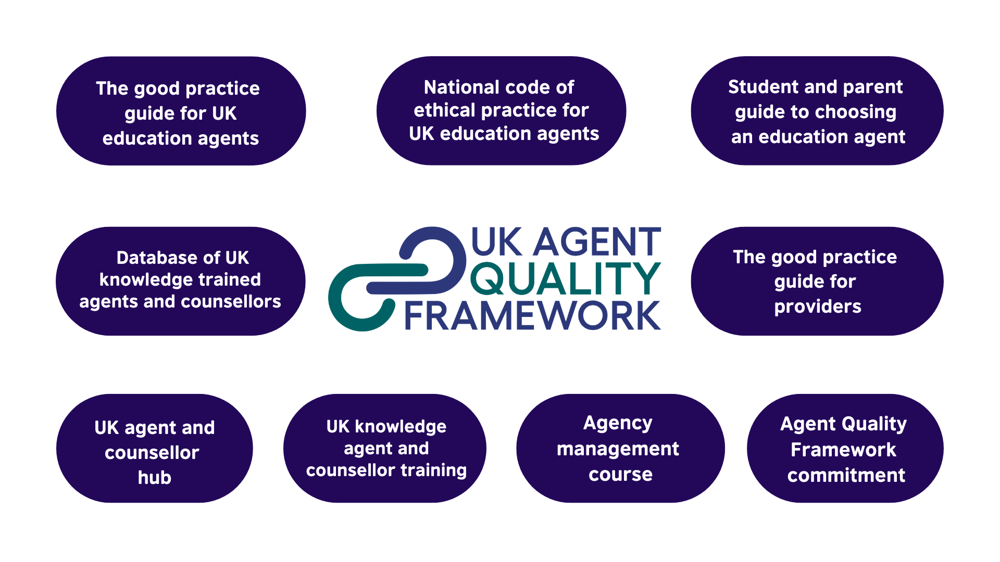 The good practice
guide for UK
education agents
National code of
ethical practice for
UK education agents
Student and parent
guide to choosing
an education agent
Database of UK
knowledge trained
agents and counsellors
UK AGENT
QUALITY
FRAMEWORK
The good practice
guide for
providers
UK agent and
counsellor
hub
UK knowledge
agent and
counsellor training
Agency
management
course
Agent Quality
Framework
commitment